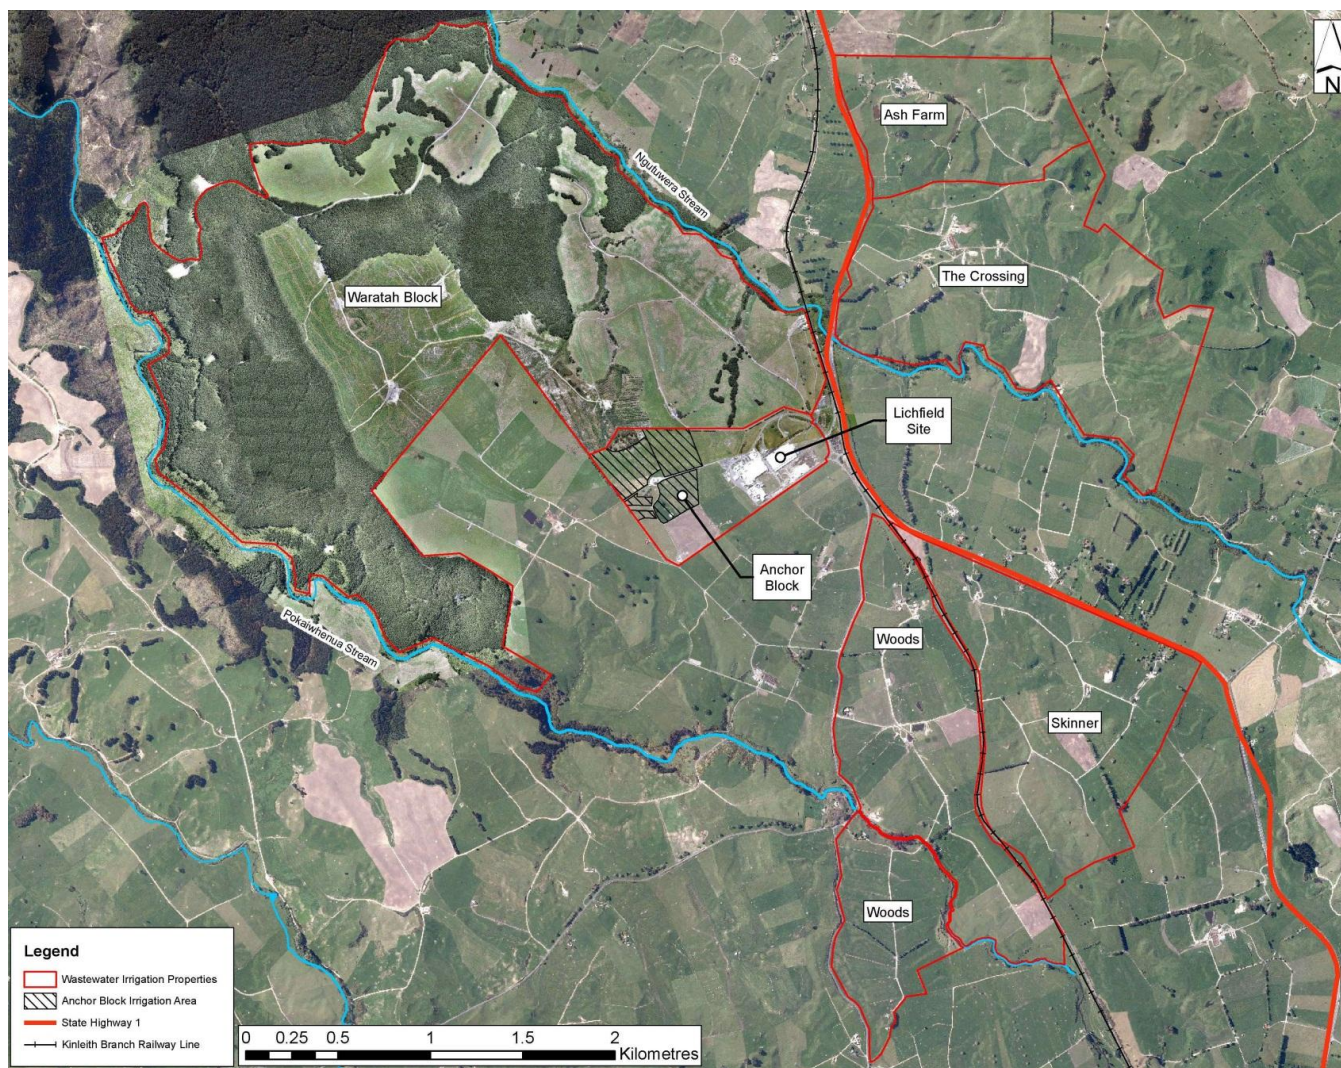 N
Ash Farm
Ngutuwera Stream
The Crossing
Waratah Block
Lichfield
Site
Anchor
Block
Pokaiwhenua Stream
Woods
Skinner
Woods
Legend
Wastewater Irrigation Properties
Anchor Block Irrigation Area
State Highway 1
Kinleith Branch Railway Line
0 0.25 0.5 1 1.5 2
Kilometres